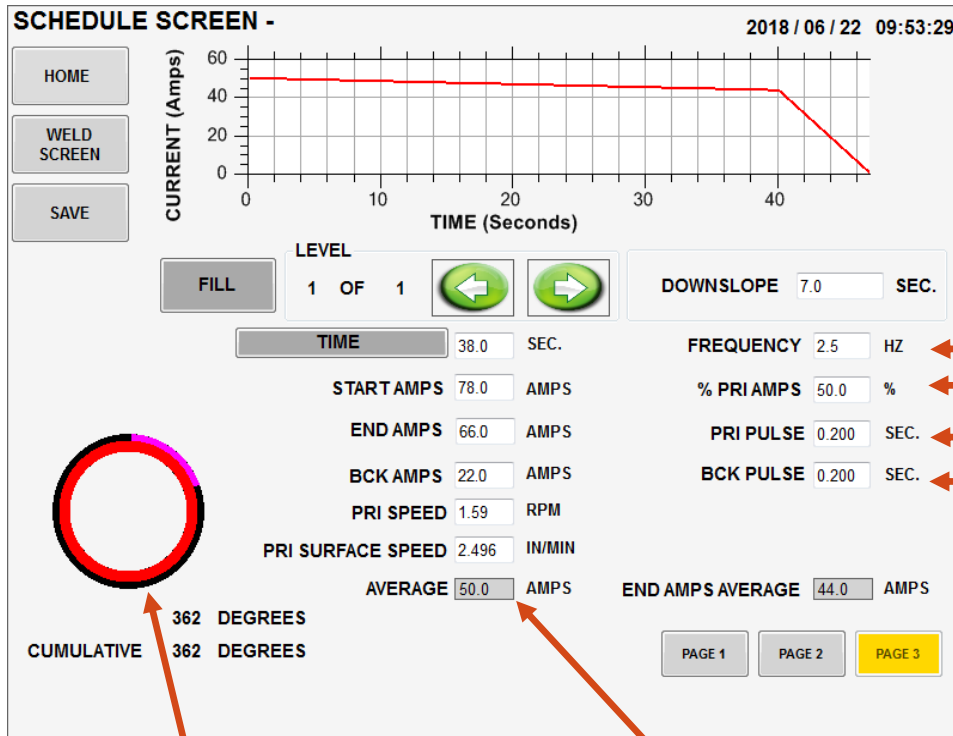 SCHEDULE SCREEN -
2018 / 06 / 22 09:53:29
HOME
WELD
SCREEN
SAVE
CURRENT (Amps)
60
40
20
0
0 10 20 30 40
TIME (Seconds)
FILL
LEVEL
1 OF 1
DOWNSLOPE 7.0 SEC.
TIME 38.0 SEC.
FREQUENCY 2.5 HZ
START AMPS 78.0 AMPS
% PRI AMPS 50.0 %
END AMPS 66.0 AMPS
PRI PULSE 0.200 SEC.
BCK AMPS 22.0 AMPS
BCK PULSE 0.200 SEC.
PRI SPEED 1.59 RPM
PRI SURFACE SPEED 2.496 IN/MIN
AVERAGE 50.0 AMPS
END AMPS AVERAGE 44.0 AMPS
362 DEGREES
CUMULATIVE 362 DEGREES
PAGE 1 PAGE 2 PAGE 3